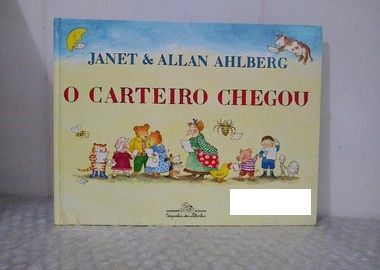 JANET & ALLAN AHLBERG
O CARTEIRO CHEGOU
Companhia das Letrinhas